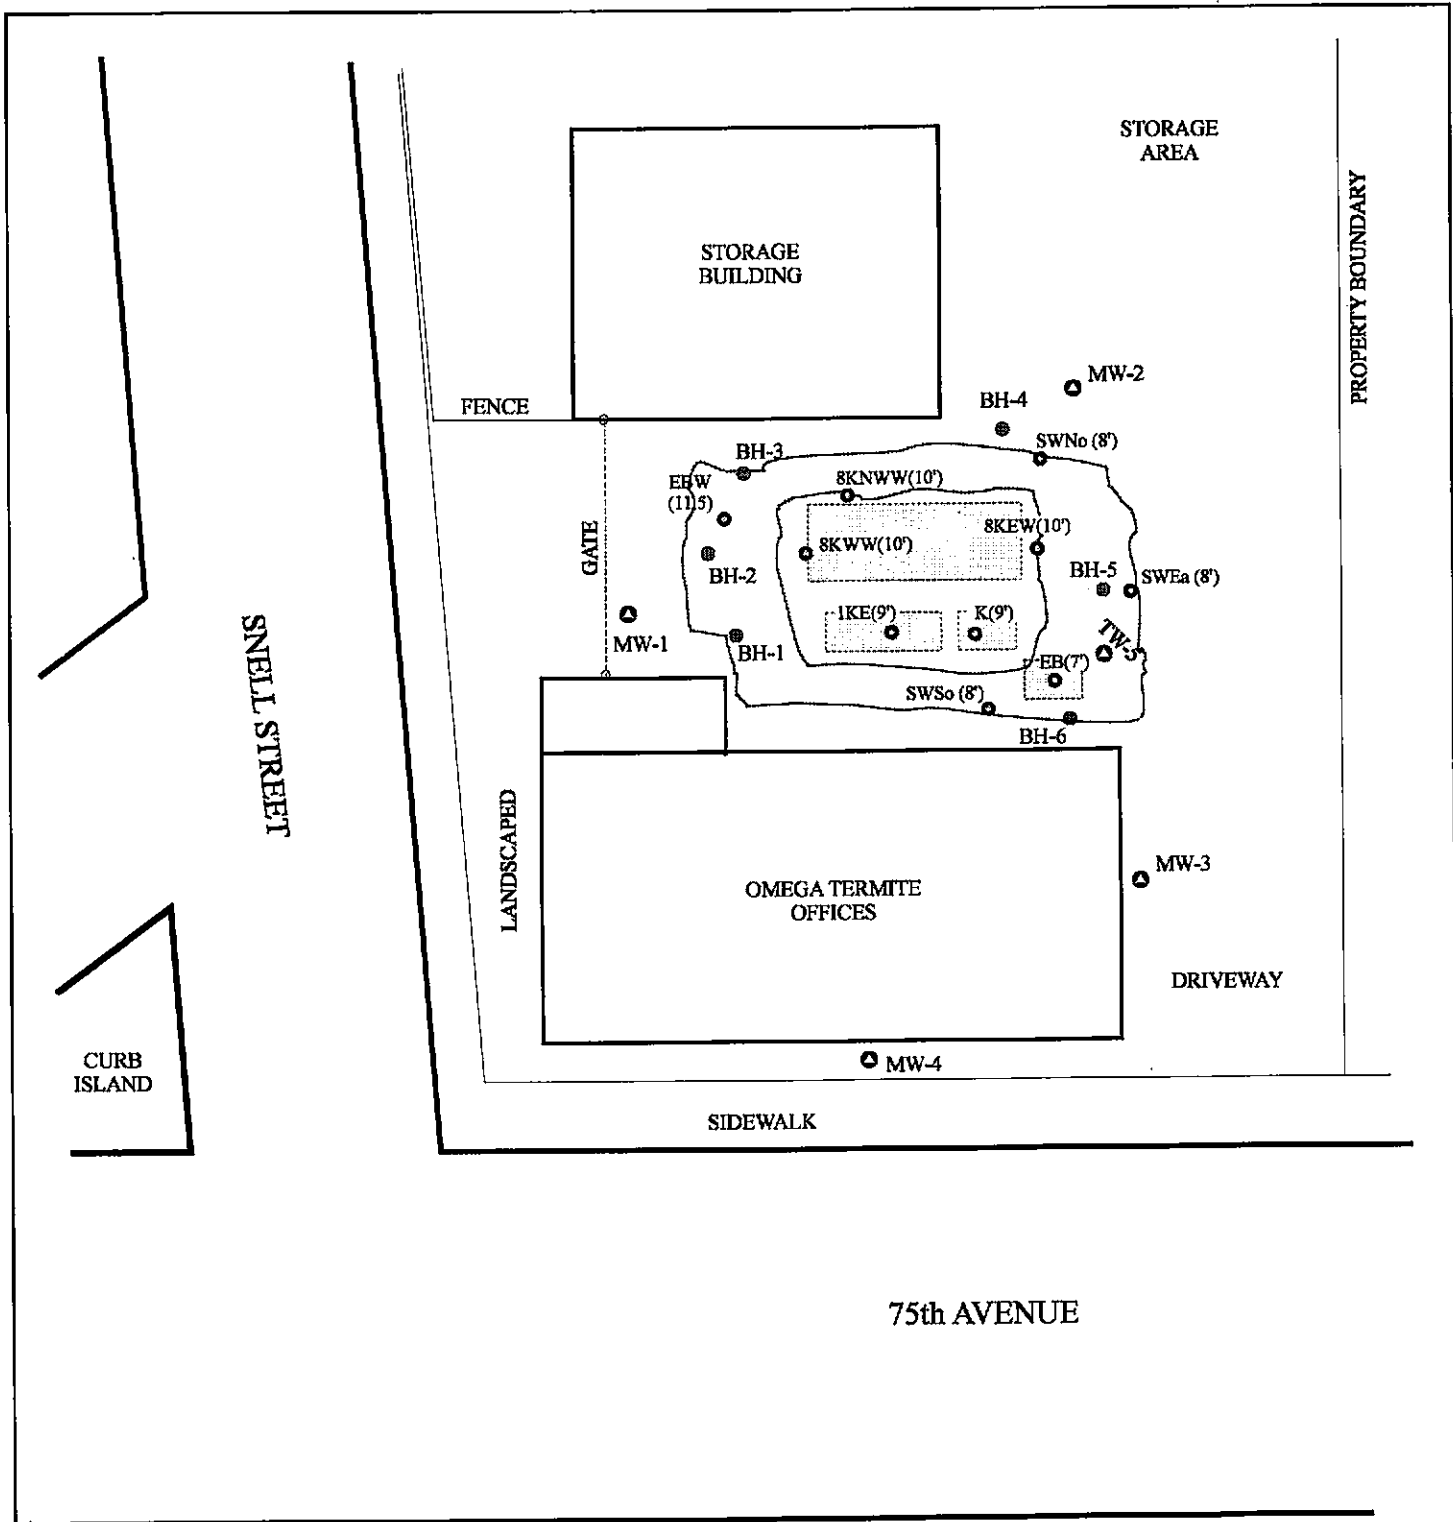 STORAGE
AREA
STORAGE
BUILDING
PROPERTY BOUNDARY
MW-2
FENCE
BH-4
SWNo (8')
BH-3
EBW
(11.5)
8KNWW(10')
8KEW(10')
GATE
8KWW(10')
BH-2
BH-5
SWEa (8')
1KE(9')
K(9')
MW-1
BH-1
TW-5
EB(7')
SWSo (8')
BH-6
SNELL STREET
LANDSCAPED
OMEGA TERMITE
OFFICES
MW-3
DRIVEWAY
CURB
ISLAND
MW-4
SIDEWALK
75th AVENUE